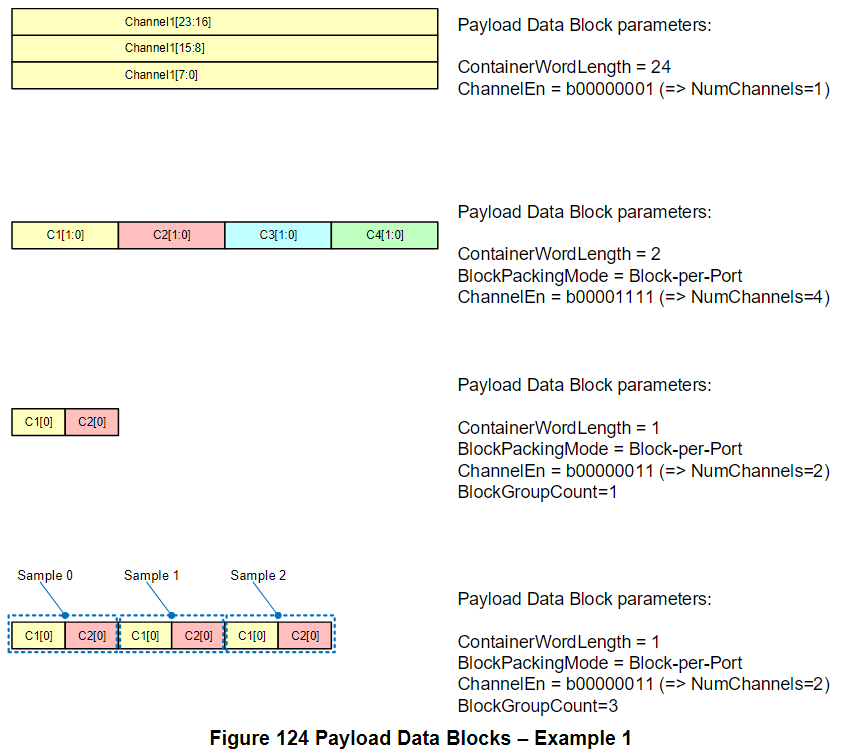 Channel1[23:16]
Channel1[15:8]
Channel1[7:0]
Payload Data Block parameters:
ContainerWordLength = 24
ChannelEn = b00000001 (=> NumChannels=1)
C1[1:0] C2[1:0] C3[1:0] C4[1:0]
Payload Data Block parameters:
ContainerWordLength = 2
BlockPackingMode = Block-per-Port
ChannelEn = b00001111 (=> NumChannels=4)
C1[0] C2[0]
Payload Data Block parameters:
ContainerWordLength = 1
BlockPackingMode = Block-per-Port
ChannelEn = b00000011 (=> NumChannels=2)
BlockGroupCount=1
Sample 0 Sample 1 Sample 2
C1[0] C2[0] C1[0] C2[0] C1[0] C2[0]
Payload Data Block parameters:
ContainerWordLength = 1
BlockPackingMode = Block-per-Port
ChannelEn = b00000011 (=> NumChannels=2)
BlockGroupCount=3
Figure 124 Payload Data Blocks – Example 1